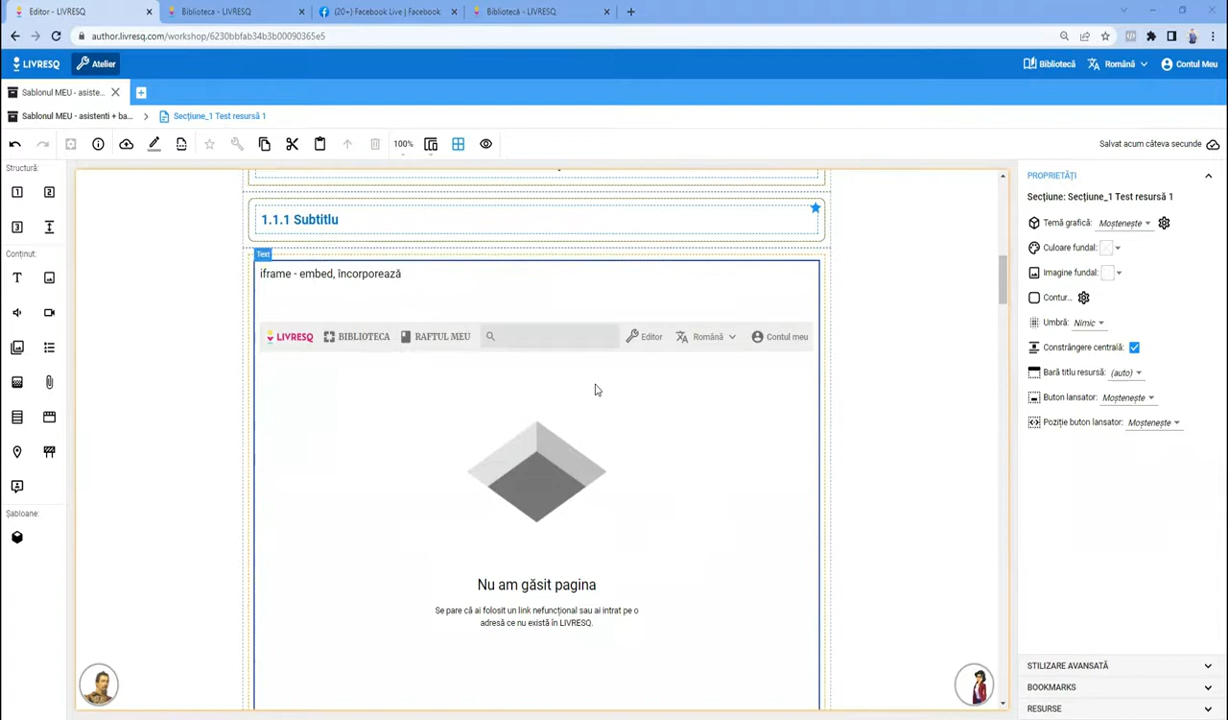 Editor - LIVRESQ
Biblioteca - LIVRESQ
(20+) Facebook Live | Facebook
Bibliotecă - LIVRESQ
author.livresq.com/workshop/6230bbfab34b3b00090365e5
LIVRESQ
Atelier
Bibliotecă
Română
Contul Meu
Sablonul MEU - asiste...
Sablonul MEU - asistenti + ba...
Secțiune_1 Test resursă 1
100%
Salvat acum câteva secunde
Structură:
1
2
3
Conținut:
Șabloane:
1.1.1 Subtitlu
Text
iframe - embed, încorporează
LIVRESQ
BIBLIOTECA
RAFTUL MEU
Editor
Română
Contul meu
Nu am găsit pagina
Se pare că ai folosit un link nefuncțional sau ai intrat pe o
adresă ce nu există în LIVRESQ.
PROPRIETĂȚI
Secțiune: Secțiune_1 Test resursă 1
Temă grafică: Moștenește
Culoare fundal:
Imagine fundal:
Contur...
Umbră: Nimic
Constrângere centrală:
Bară titlu resursă: (auto)
Buton lansator: Moștenește
Poziție buton lansator: Moștenește
STILIZARE AVANSATĂ
BOOKMARKS
RESURSE